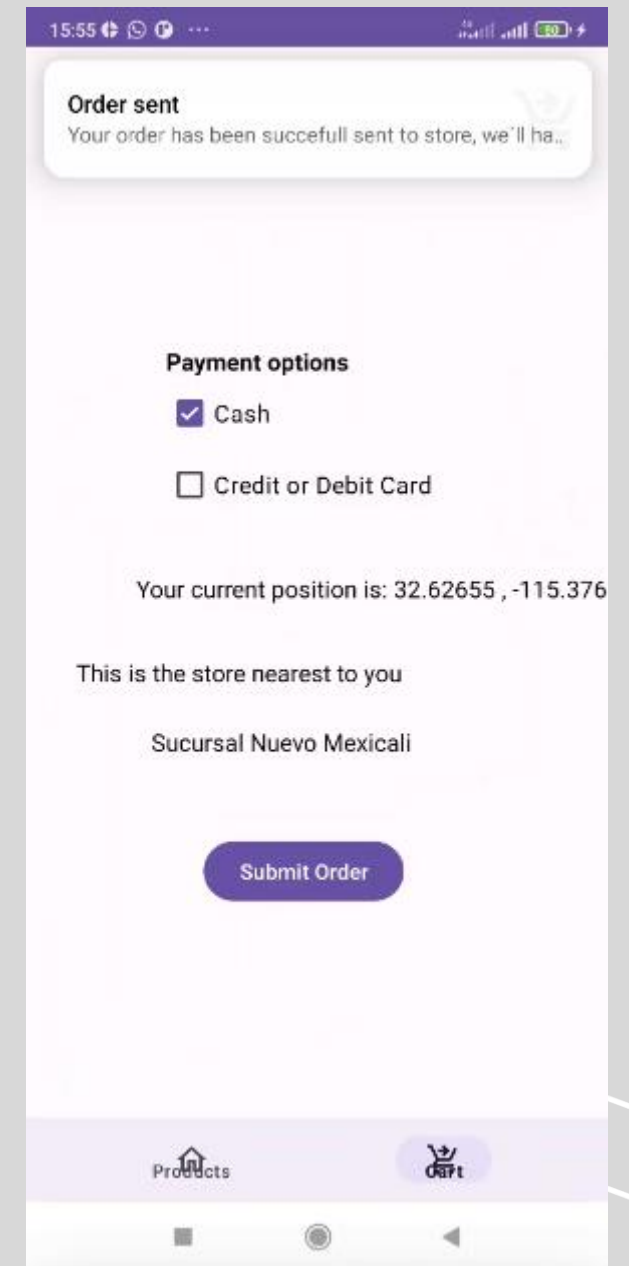 15:55
80
Order sent
Your order has been succefull sent to store, we'll ha..
Payment options
Cash
Credit or Debit Card
Your current position is: 32.62655 , -115.376
This is the store nearest to you
Sucursal Nuevo Mexicali
Submit Order
Products
Cart